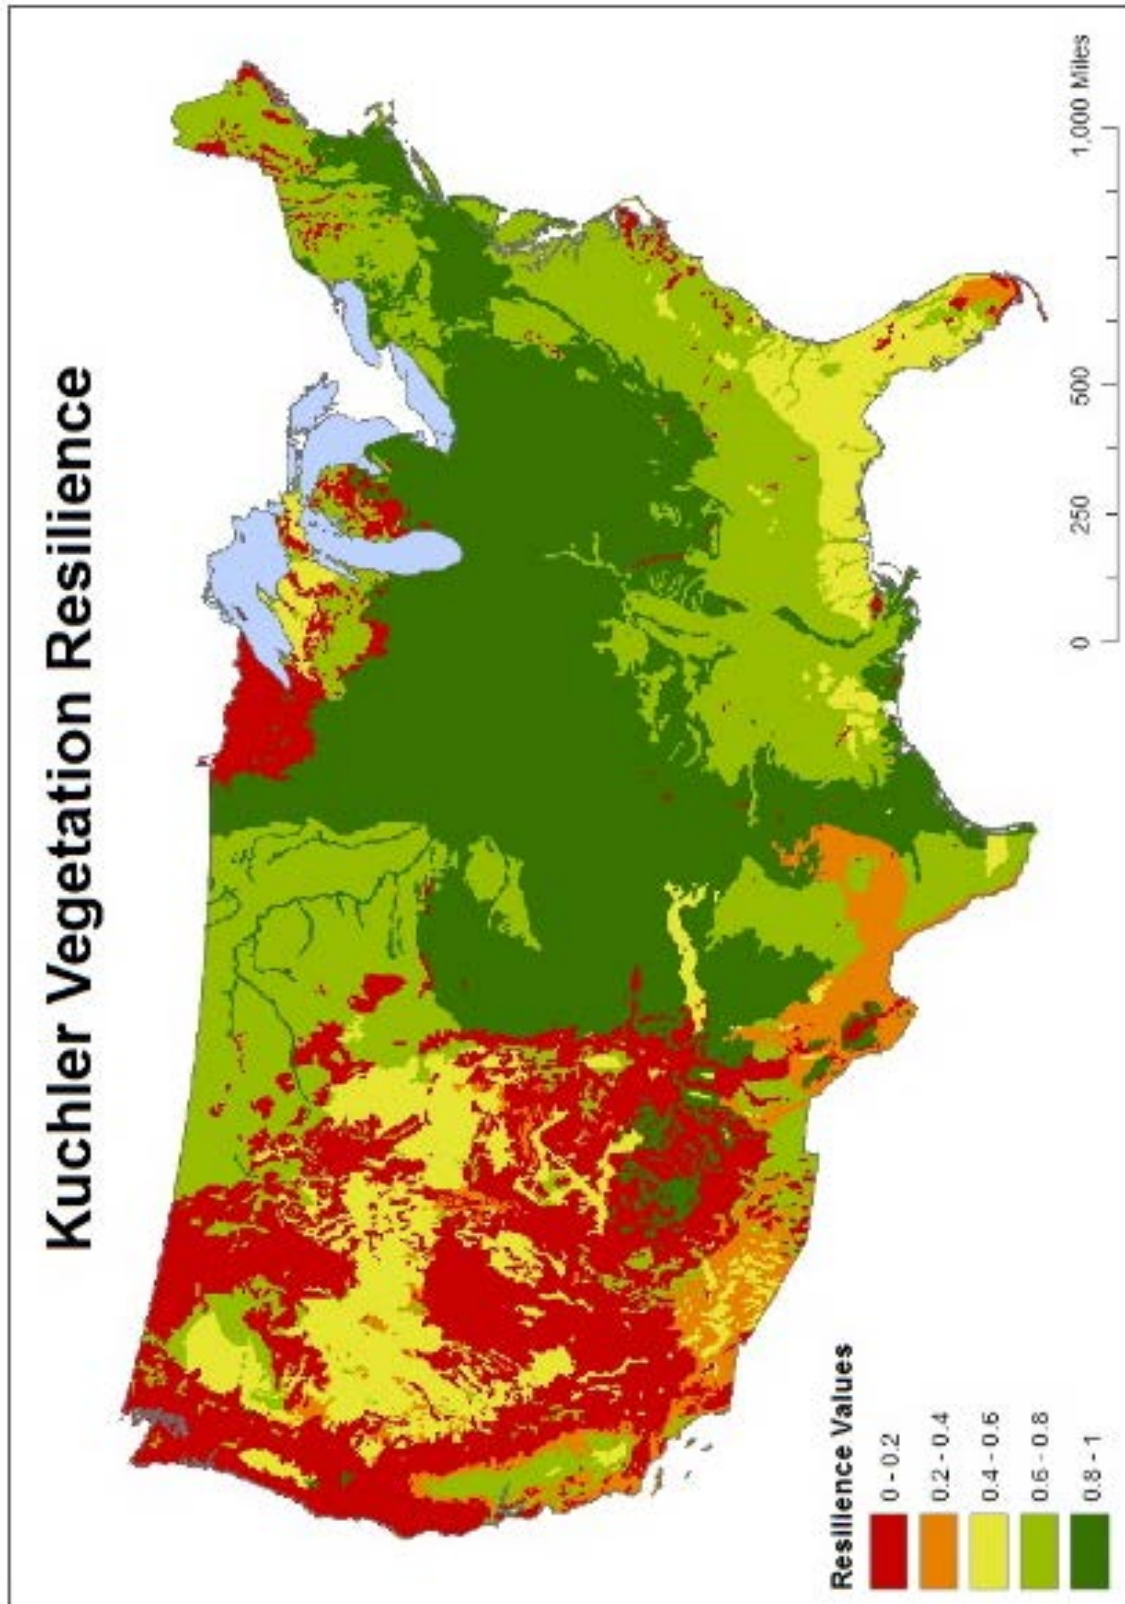 Kuchler Vegetation Resilience
Resilience Values
0 - 0.2
0.2 - 0.4
0.4 - 0.6
0.6 - 0.8
0.8 - 1
0 250 500 1,000 Miles